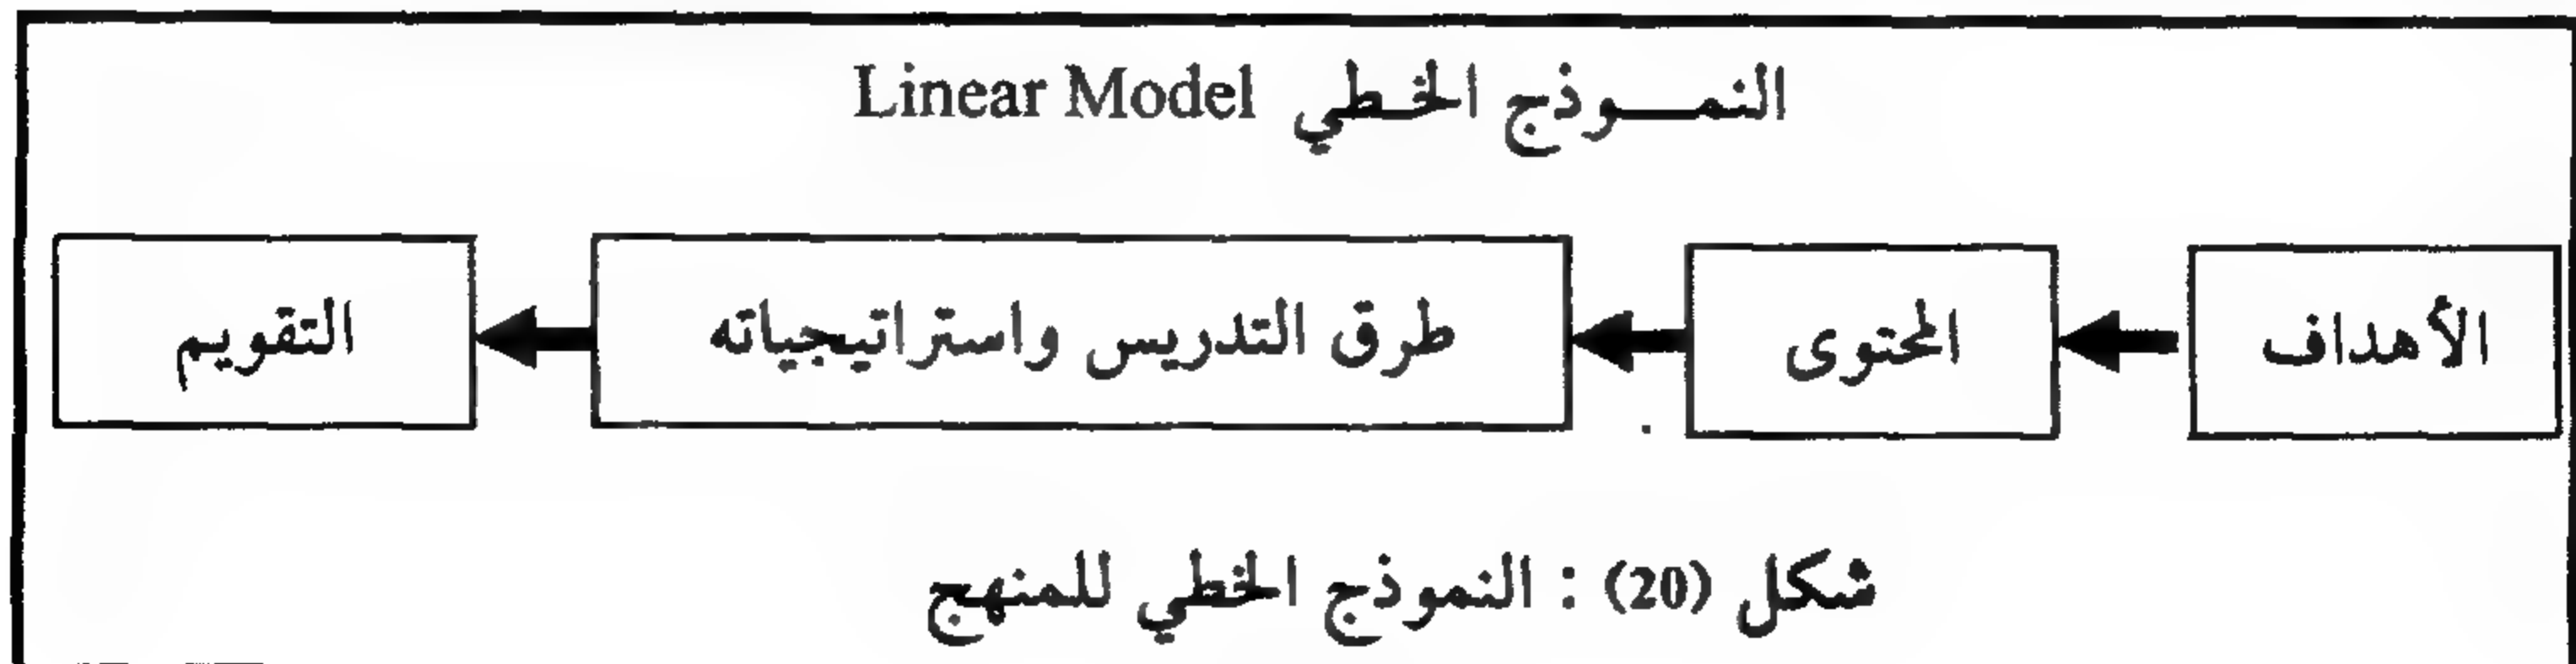 النمـــوذج الخـطي Linear Model
الأهداف
المحتوى
طرق التدريس واستراتيجياته
التقويم
شكل (20) : النموذج الخطي للمنهج